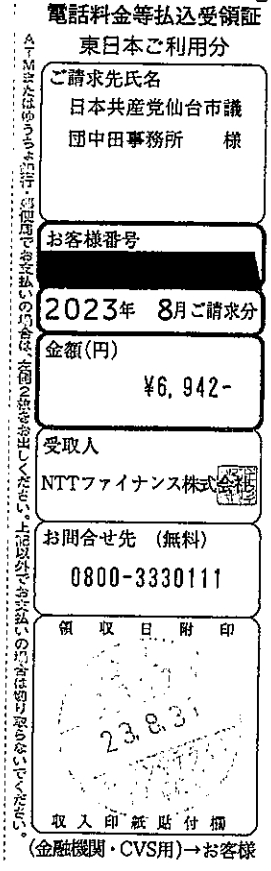 電話料金等払込受領証
東日本ご利用分
ご請求先氏名
日本共産党仙台市議
団中田事務所 様
お客様番号
2023年 8月ご請求分
金額(円)
¥6,942-
受取人
NTTファイナンス株式会社
お問合せ先 (無料)
0800-3330111
領収日附印
23.8.31
収入印紙貼付欄
(金融機関・CVS用)→お客様
ATMまたはゆうちょ銀行・郵便局でお支払いの場合は、左側2枚をお出しください。上記以外でお支払いの場合は切り取らないでください。